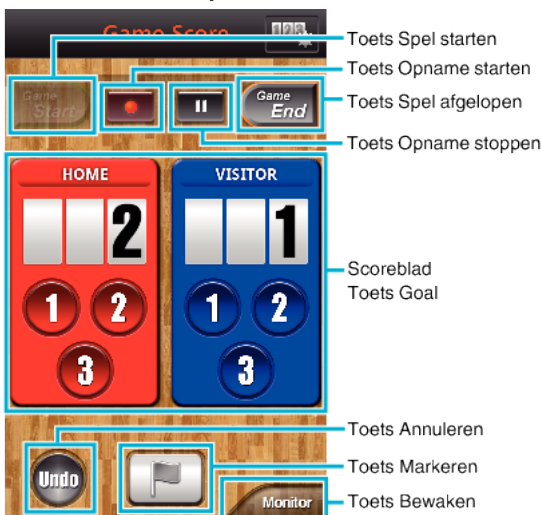 Game Score
123
Toets Spel starten
Toets Opname starten
Game
Start
Game
End
Toets Spel afgelopen
Toets Opname stoppen
HOME
VISITOR
2
1
Scoreblad
Toets Goal
1 2
1 2
3
3
Toets Annuleren
Undo
Toets Markeren
Monitor
Toets Bewaken